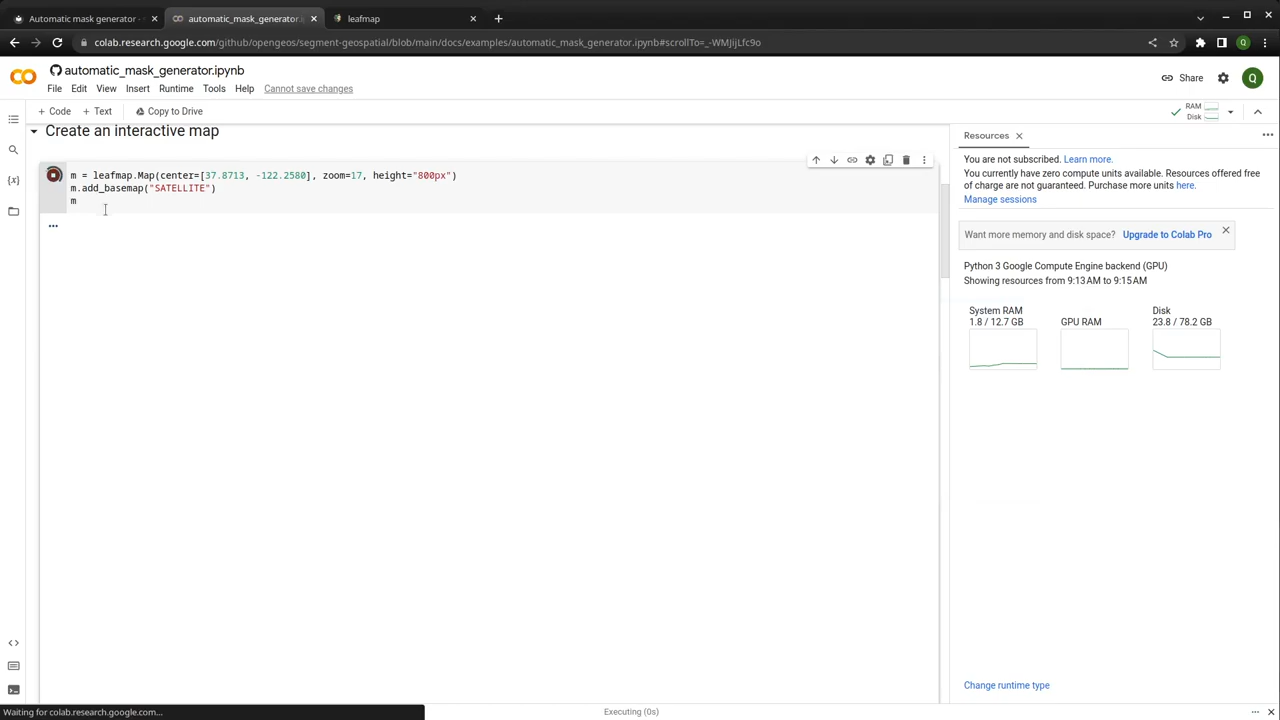 Automatic mask generator -
automatic_mask_generator.i
leafmap
colab.research.google.com/github/opengeos/segment-geospatial/blob/main/docs/examples/automatic_mask_generator.ipynb#scrollTo=_-WMJijLfc9o
automatic_mask_generator.ipynb
File Edit View Insert Runtime Tools Help Cannot save changes
Share
Q
+ Code + Text Copy to Drive
RAM
Disk
Create an interactive map
m = leafmap.Map(center=[37.8713, -122.2580], zoom=17, height="800px")
m.add_basemap("SATELLITE")
m
...
Resources
You are not subscribed. Learn more.
You currently have zero compute units available. Resources offered free of charge are not guaranteed. Purchase more units here.
Manage sessions
Want more memory and disk space? Upgrade to Colab Pro
Python 3 Google Compute Engine backend (GPU)
Showing resources from 9:13 AM to 9:15 AM
System RAM
1.8 / 12.7 GB
GPU RAM
Disk
23.8 / 78.2 GB
Change runtime type
Waiting for colab.research.google.com...
Executing (0s)